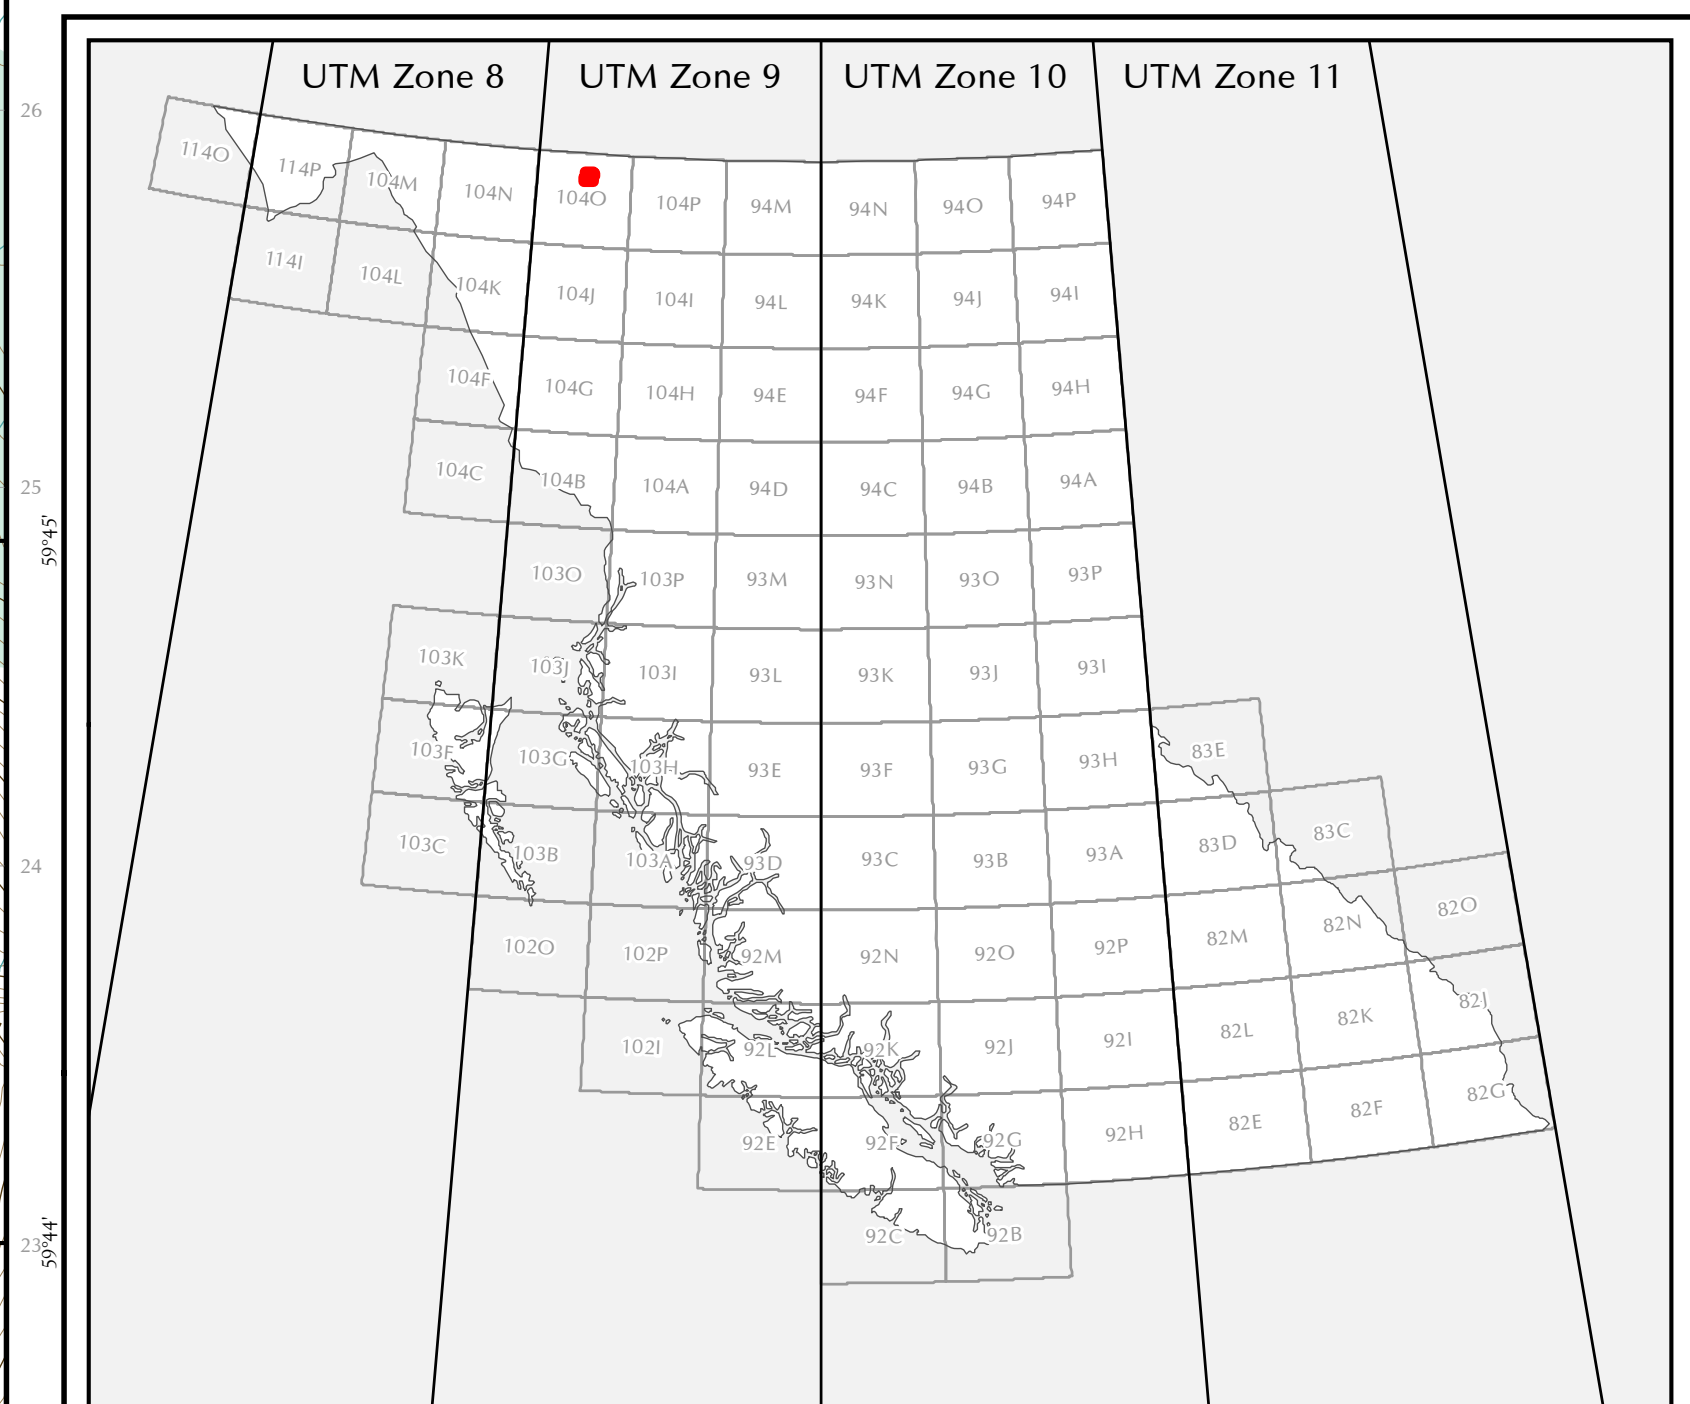 UTM Zone 8 UTM Zone 9 UTM Zone 10 UTM Zone 11
26
114O 114P 104M 104N 104O 104P 94M 94N 94O 94P
114I 104L 104K 104J 104I 94L 94K 94J 94I
104F 104G 104H 94E 94F 94G 94H
25
104C 104B 104A 94D 94C 94B 94A
59°45'
103O 103P 93M 93N 93O 93P
103K 103J 103I 93L 93K 93J 93I
103F 103G 103H 93E 93F 93G 93H 83E
24
103C 103B 103A 93D 93C 93B 93A 83D 83C
102O 102P 92M 92N 92O 92P 82M 82N 82O
102I 92L 92K 92J 92I 82L 82K 82J
92E 92F 92G 92H 82E 82F 82G
23
59°44'
92C 92B